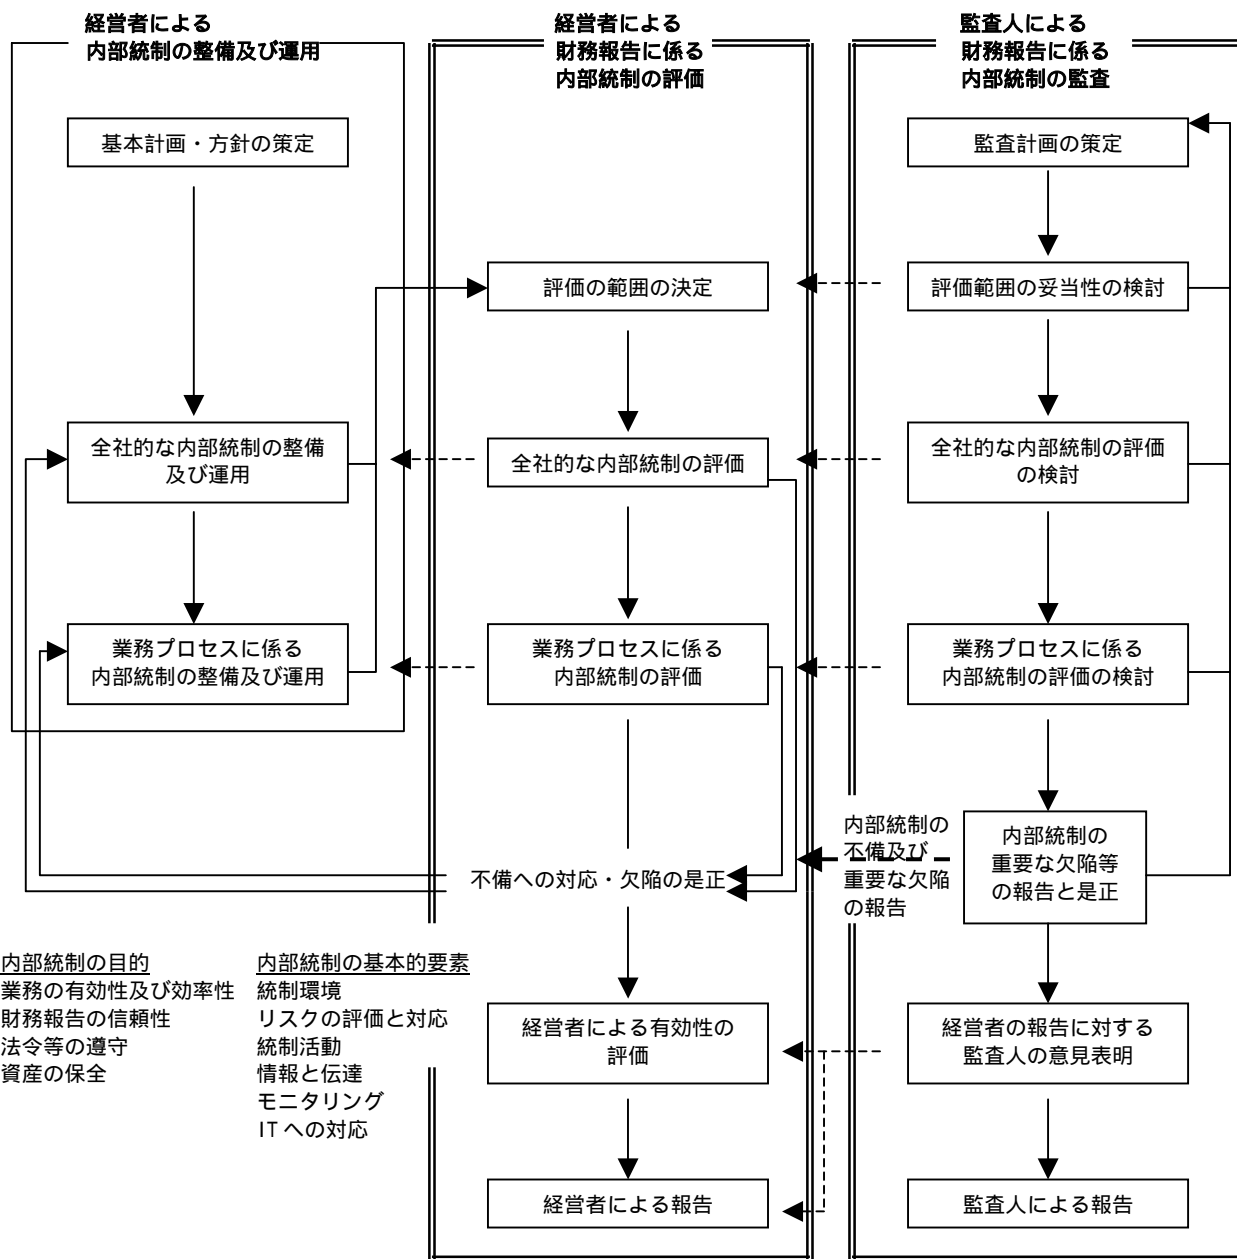 経営者による
内部統制の整備及び運用
基本計画・方針の策定
全社的な内部統制の整備
及び運用
業務プロセスに係る
内部統制の整備及び運用
経営者による
財務報告に係る
内部統制の評価
評価の範囲の決定
全社的な内部統制の評価
業務プロセスに係る
内部統制の評価
不備への対応・欠陥の是正
経営者による有効性の
評価
経営者による報告
監査人による
財務報告に係る
内部統制の監査
監査計画の策定
評価範囲の妥当性の検討
全社的な内部統制の評価
の検討
業務プロセスに係る
内部統制の評価の検討
内部統制の
不備及び
重要な欠陥
の報告
内部統制の
重要な欠陥等
の報告と是正
経営者の報告に対する
監査人の意見表明
監査人による報告
内部統制の目的
業務の有効性及び効率性
財務報告の信頼性
法令等の遵守
資産の保全
内部統制の基本的要素
統制環境
リスクの評価と対応
統制活動
情報と伝達
モニタリング
IT への対応